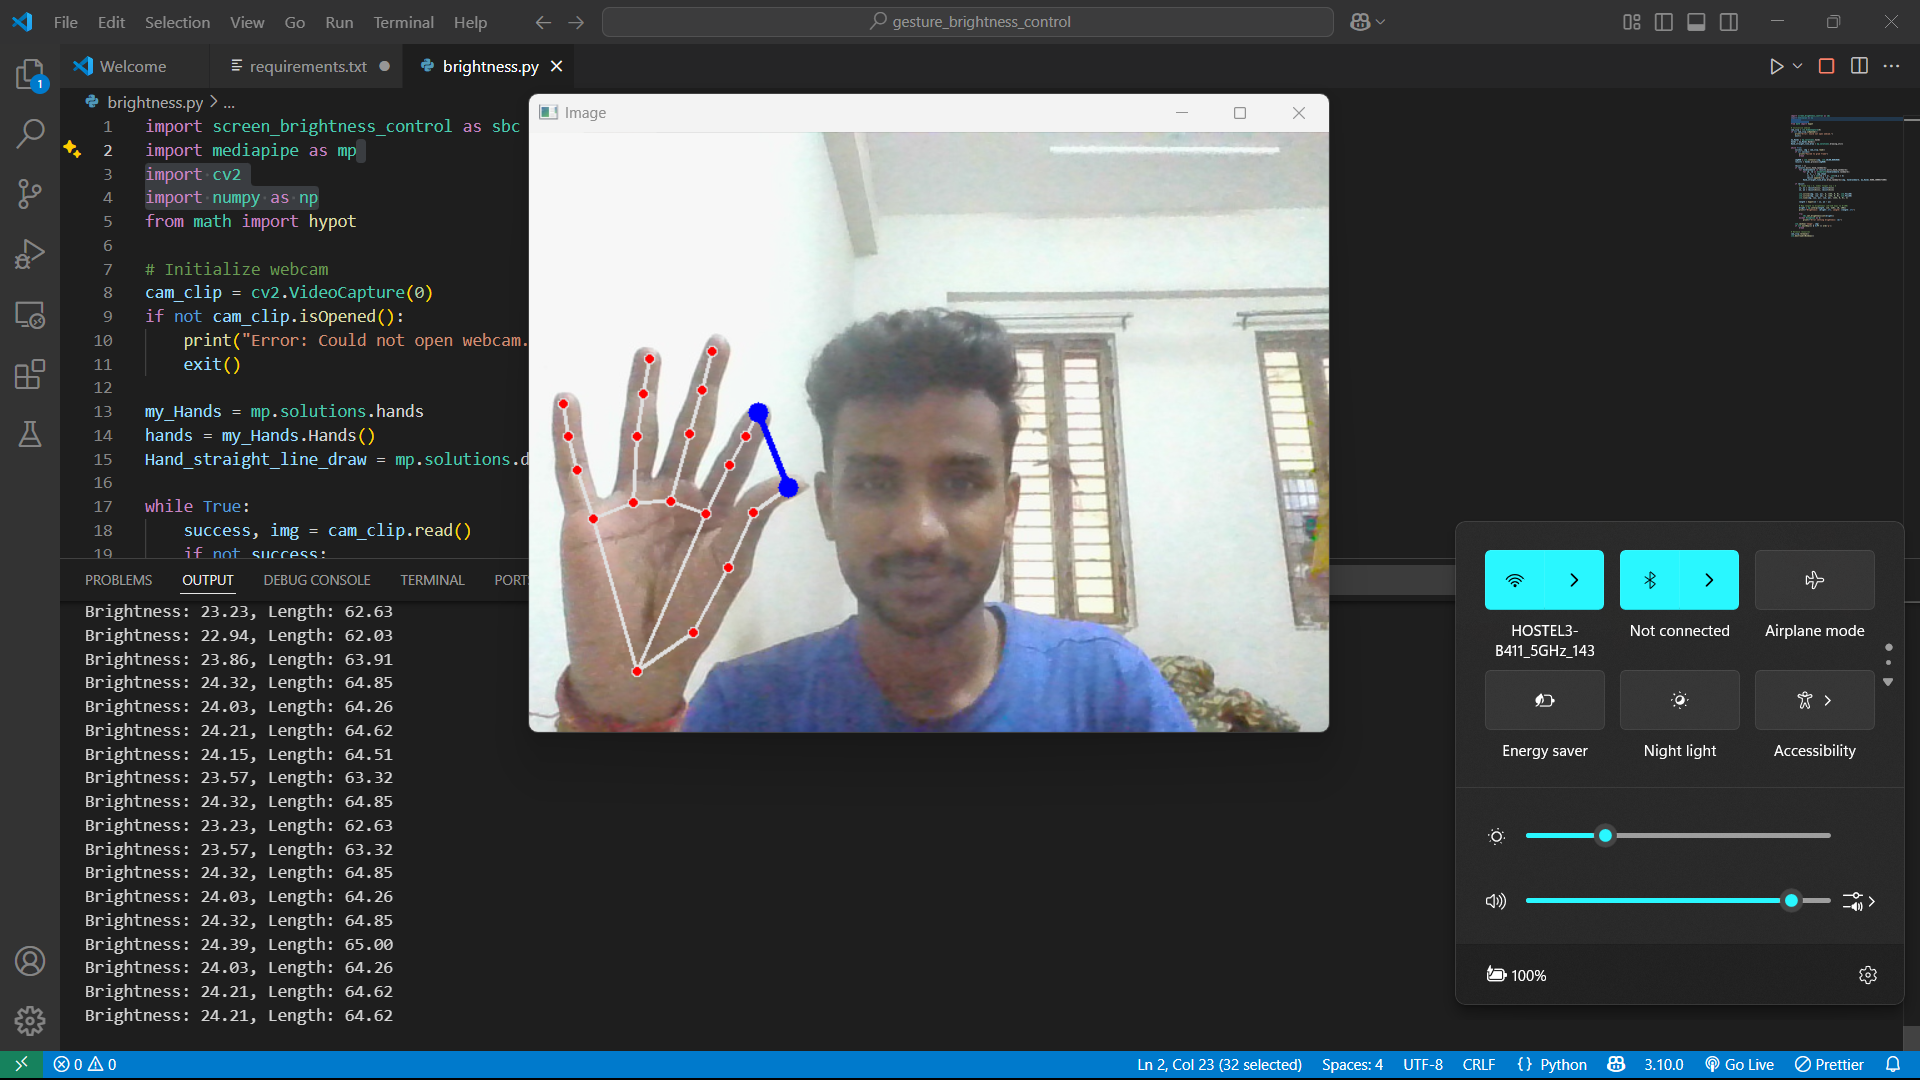 File Edit Selection View Go Run Terminal Help
gesture_brightness_control
Welcome
requirements.txt
brightness.py
1
brightness.py > ...
1 import screen_brightness_control as sbc
2 import mediapipe as mp
3 import cv2
4 import numpy as np
5 from math import hypot
6
7 # Initialize webcam
8 cam_clip = cv2.VideoCapture(0)
9 if not cam_clip.isOpened():
10 print("Error: Could not open webcam.
11 exit()
12
13 my_Hands = mp.solutions.hands
14 hands = my_Hands.Hands()
15 Hand_straight_line_draw = mp.solutions.d
16
17 while True:
18 success, img = cam_clip.read()
19 if not success:
Image
PROBLEMS OUTPUT DEBUG CONSOLE TERMINAL PORTS
Brightness: 23.23, Length: 62.63
Brightness: 22.94, Length: 62.03
Brightness: 23.86, Length: 63.91
Brightness: 24.32, Length: 64.85
Brightness: 24.03, Length: 64.26
Brightness: 24.21, Length: 64.62
Brightness: 24.15, Length: 64.51
Brightness: 23.57, Length: 63.32
Brightness: 24.32, Length: 64.85
Brightness: 23.23, Length: 62.63
Brightness: 23.57, Length: 63.32
Brightness: 24.32, Length: 64.85
Brightness: 24.03, Length: 64.26
Brightness: 24.32, Length: 64.85
Brightness: 24.39, Length: 65.00
Brightness: 24.03, Length: 64.26
Brightness: 24.21, Length: 64.62
Brightness: 24.21, Length: 64.62
HOSTEL3-
B411_5GHz_143
Not connected
Airplane mode
Energy saver
Night light
Accessibility
100%
0 0
Ln 2, Col 23 (32 selected) Spaces: 4 UTF-8 CRLF {} Python 3.10.0 Go Live Prettier